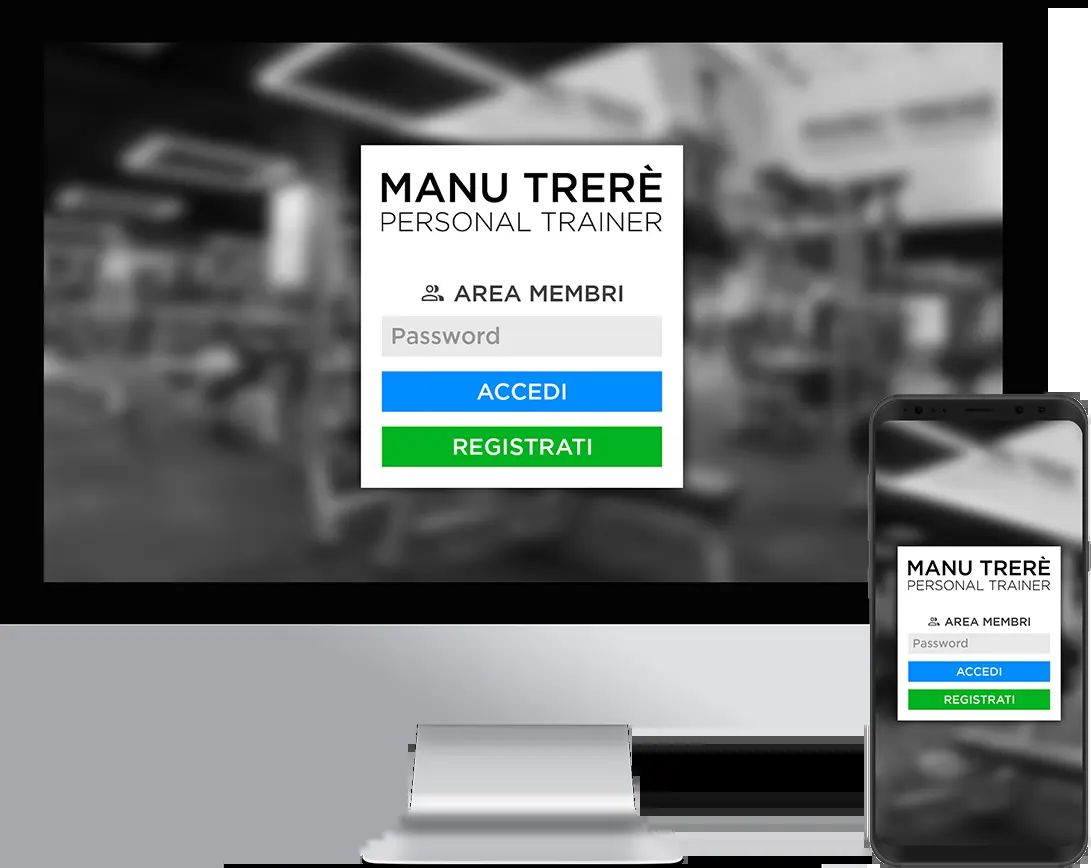 MANU TRERÈ
PERSONAL TRAINER
AREA MEMBRI
Password
ACCEDI
REGISTRATI
MANU TRERÈ
PERSONAL TRAINER
AREA MEMBRI
Password
ACCEDI
REGISTRATI